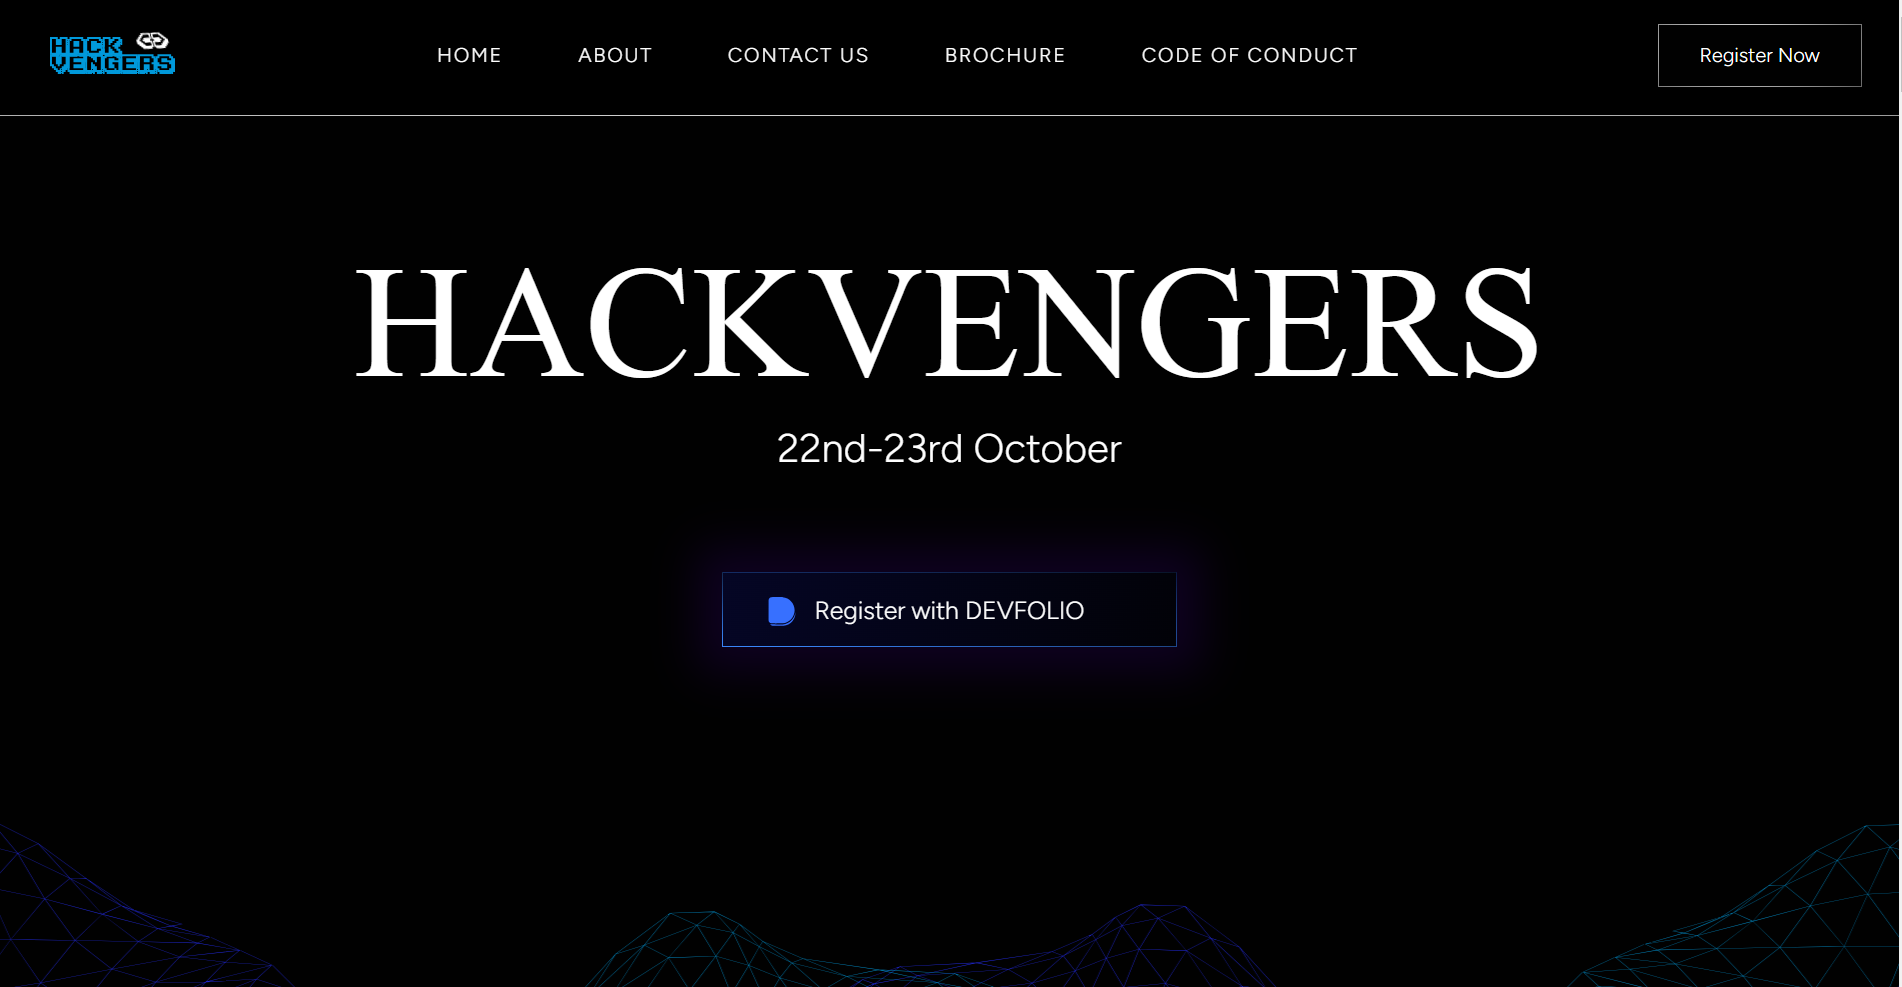 HACK
VENGERS
HOME ABOUT CONTACT US BROCHURE CODE OF CONDUCT
Register Now
HACKVENGERS
22nd-23rd October
Register with DEVFOLIO